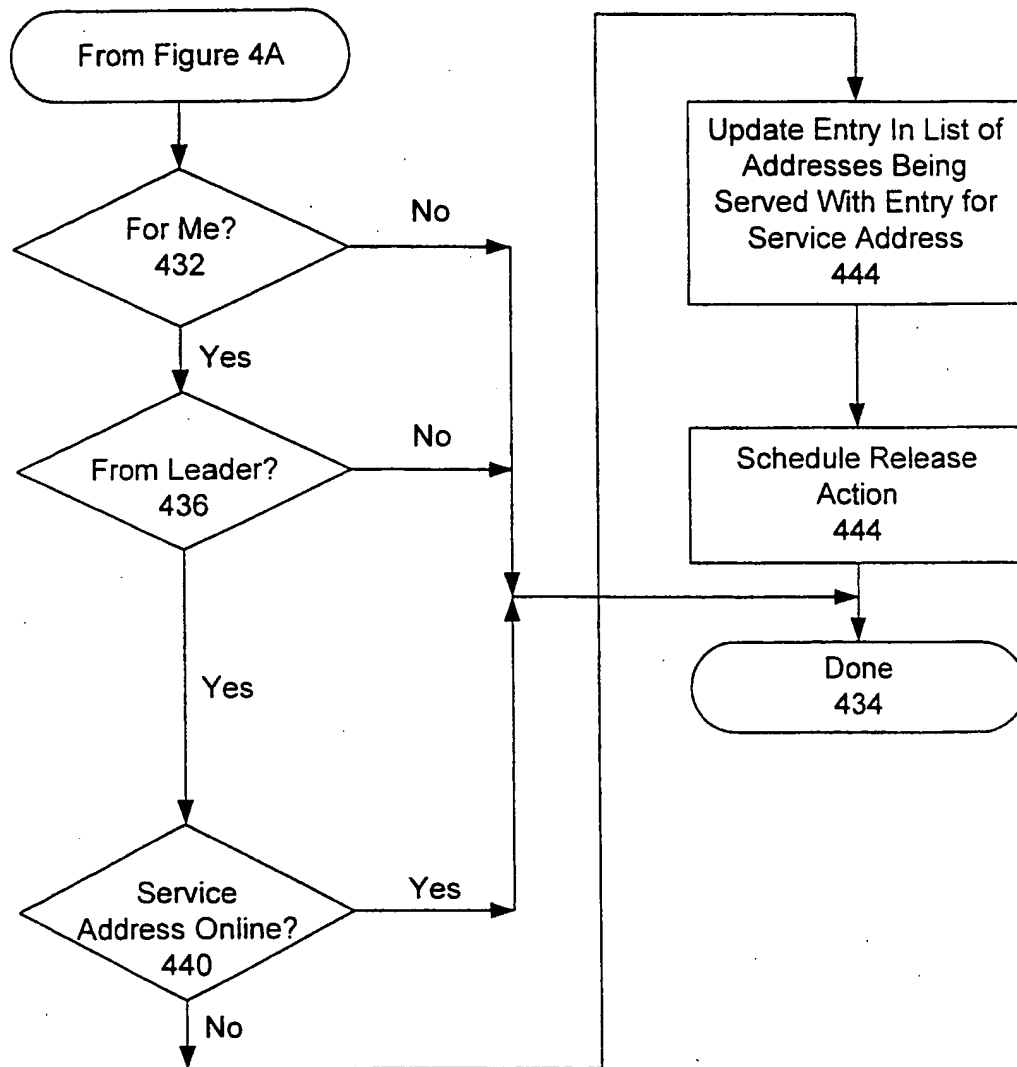 From Figure 4A
For Me?
432
No
Yes
From Leader?
436
No
Yes
Service
Address Online?
440
Yes
No
Update Entry In List of
Addresses Being
Served With Entry for
Service Address
444
Schedule Release
Action
444
Done
434